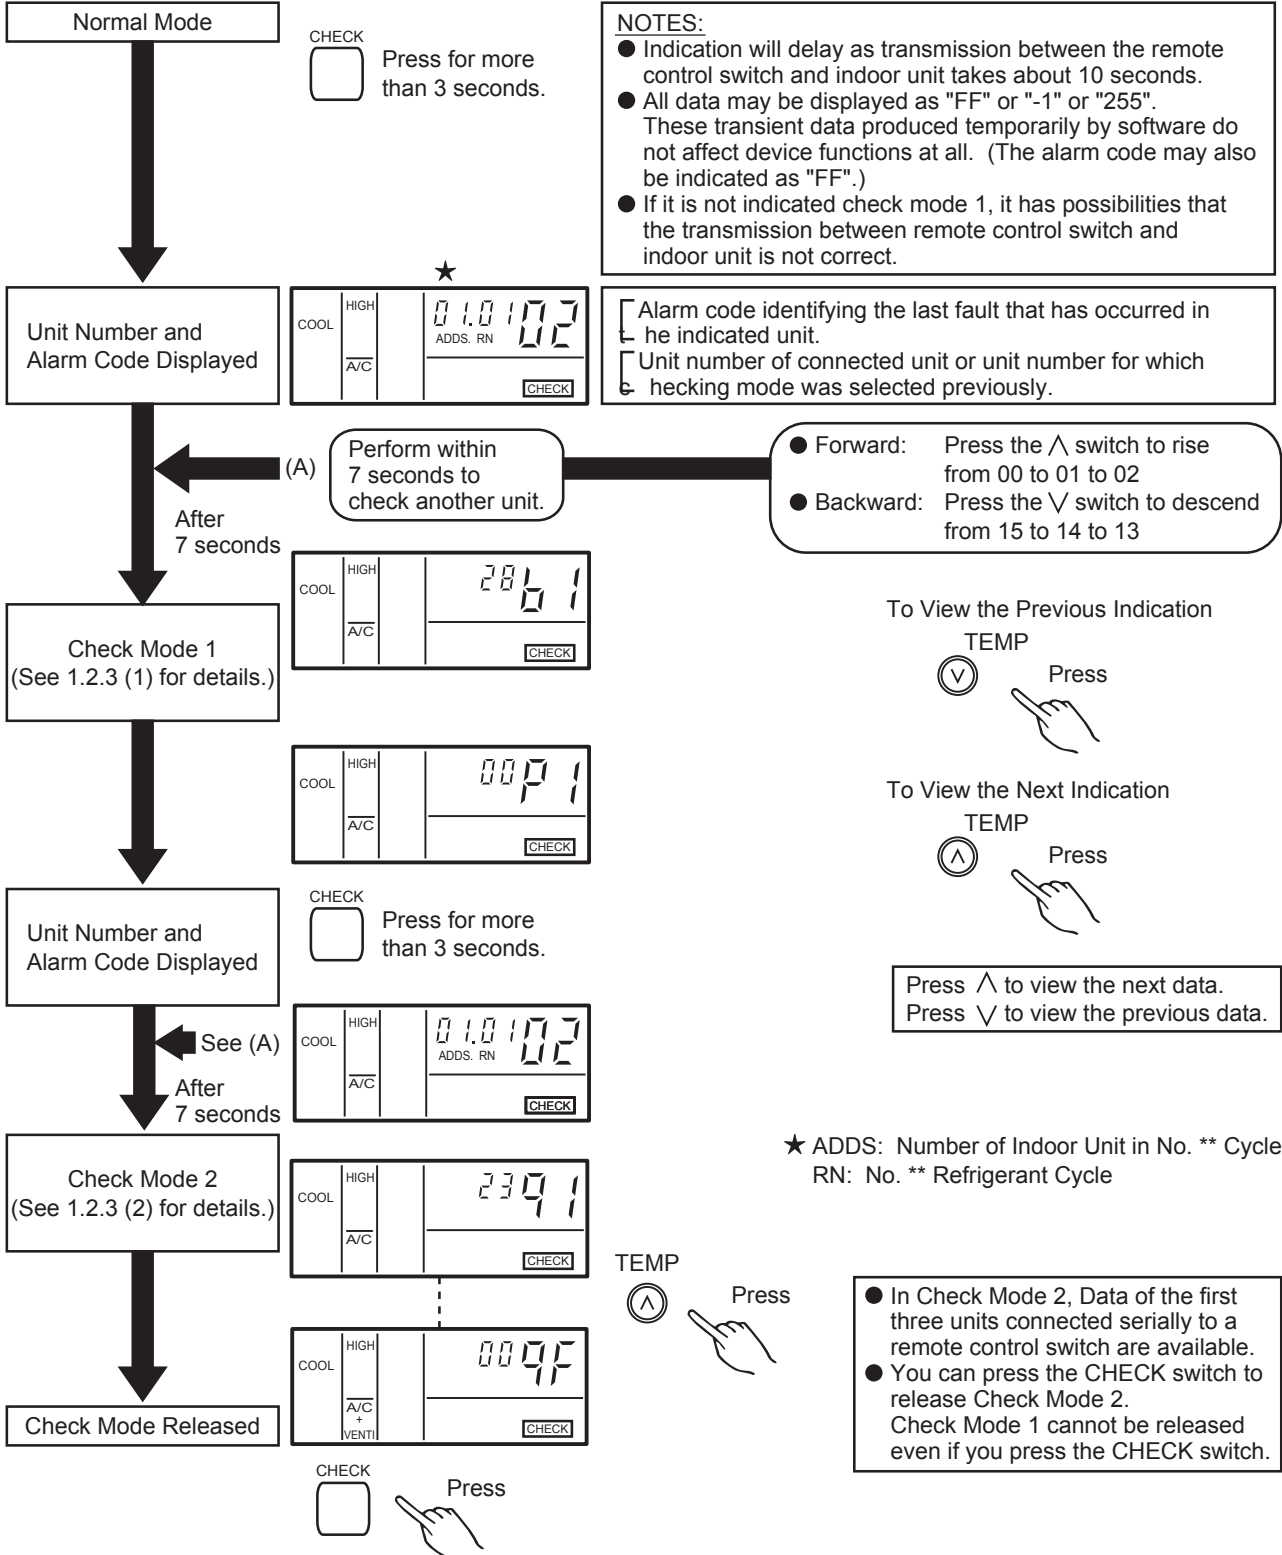 Normal Mode
CHECK
Press for more
than 3 seconds.
NOTES:
● Indication will delay as transmission between the remote
control switch and indoor unit takes about 10 seconds.
● All data may be displayed as "FF" or "-1" or "255".
These transient data produced temporarily by software do
not affect device functions at all. (The alarm code may also
be indicated as "FF".)
● If it is not indicated check mode 1, it has possibilities that
the transmission between remote control switch and
indoor unit is not correct.
★
Unit Number and
Alarm Code Displayed
COOL
HIGH
A/C
01.01 02
ADDS. RN
CHECK
Alarm code identifying the last fault that has occurred in
t he indicated unit.
Unit number of connected unit or unit number for which
c hecking mode was selected previously.
(A)
Perform within
7 seconds to
check another unit.
● Forward: Press the ∧ switch to rise
from 00 to 01 to 02
● Backward: Press the ∨ switch to descend
from 15 to 14 to 13
After
7 seconds
COOL
HIGH
A/C
28 b1
CHECK
Check Mode 1
(See 1.2.3 (1) for details.)
To View the Previous Indication
TEMP
∨
Press
COOL
HIGH
A/C
00 P1
CHECK
To View the Next Indication
TEMP
∧
Press
Unit Number and
Alarm Code Displayed
CHECK
Press for more
than 3 seconds.
Press ∧ to view the next data.
Press ∨ to view the previous data.
See (A)
After
7 seconds
COOL
HIGH
A/C
01.01 02
ADDS. RN
CHECK
★ ADDS: Number of Indoor Unit in No. ** Cycle
RN: No. ** Refrigerant Cycle
Check Mode 2
(See 1.2.3 (2) for details.)
COOL
HIGH
A/C
23 q1
CHECK
TEMP
∧
Press
● In Check Mode 2, Data of the first
three units connected serially to a
remote control switch are available.
● You can press the CHECK switch to
release Check Mode 2.
Check Mode 1 cannot be released
even if you press the CHECK switch.
COOL
HIGH
A/C
+
VENTI
00 qF
CHECK
Check Mode Released
CHECK
Press